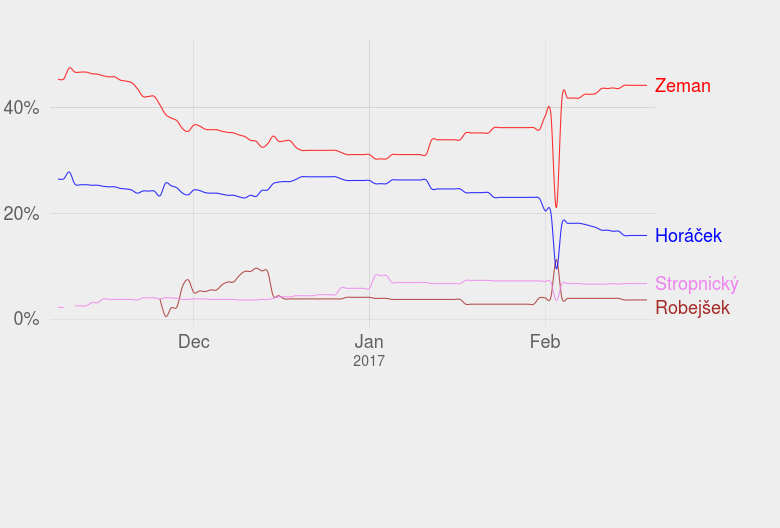 Zeman
40%
20%
Horáček
Stropnický
Robejšek
0%
Dec
Jan
Feb
2017